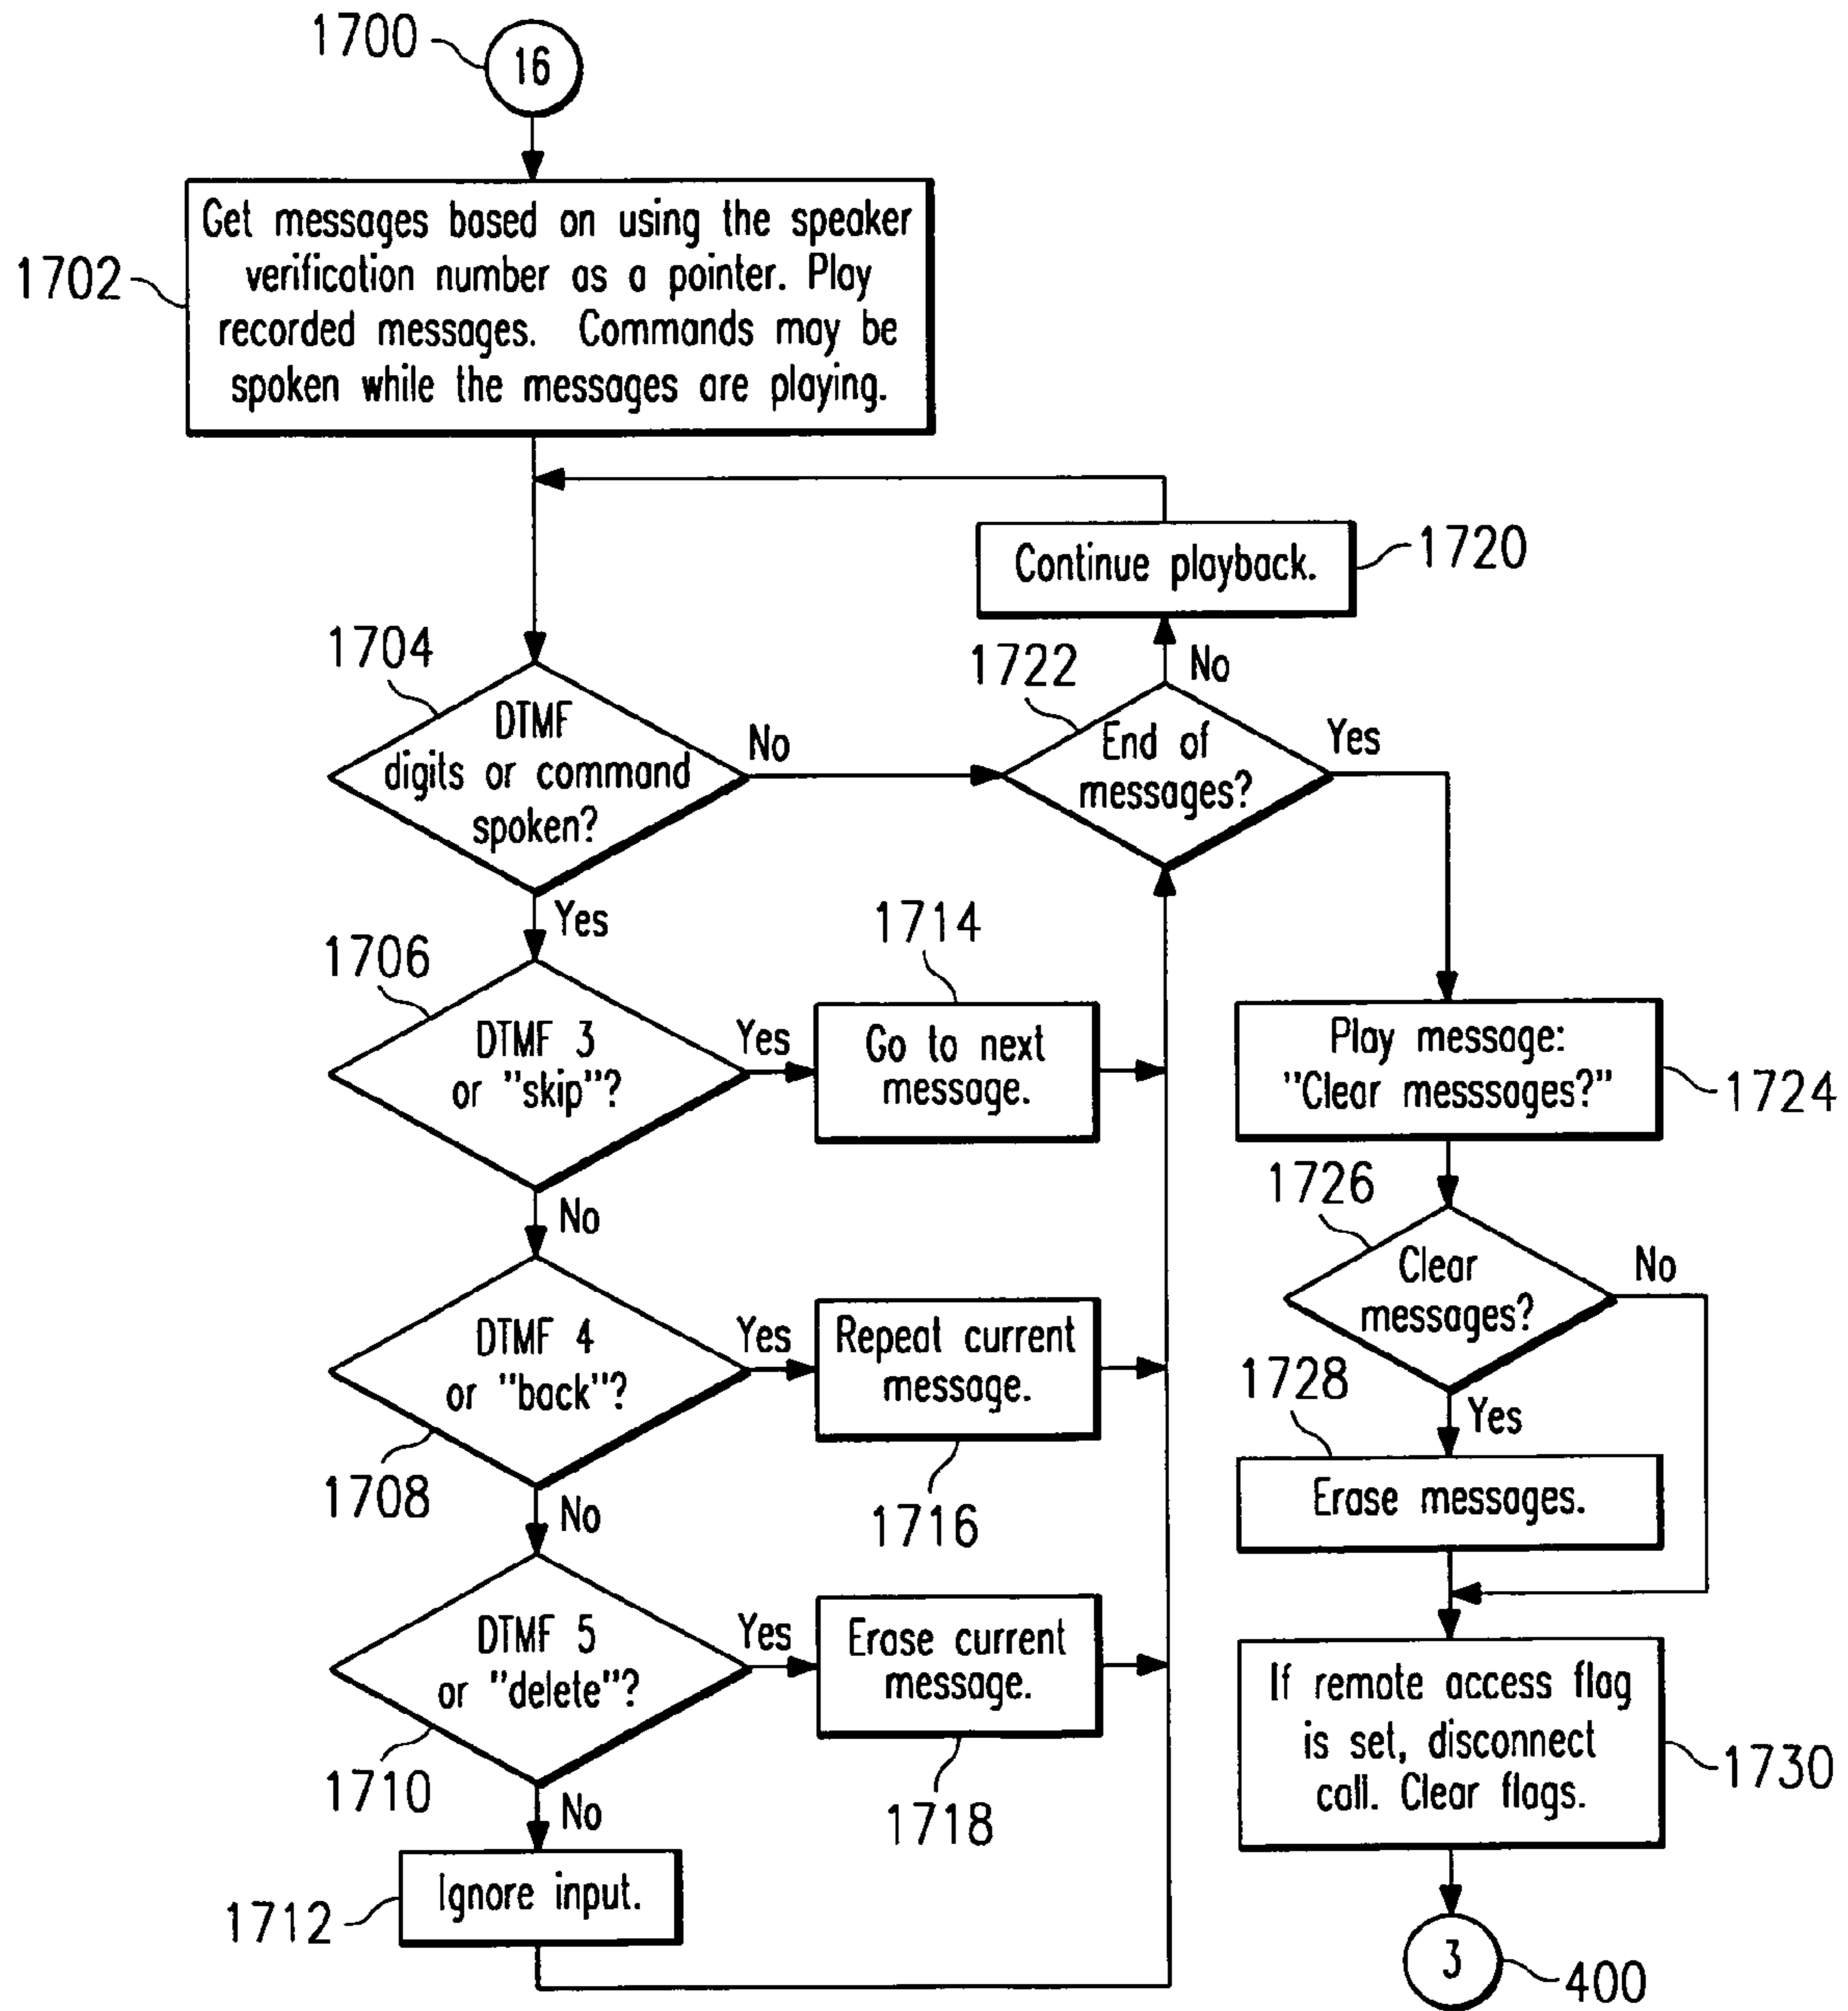 1700
16
1702
Get messages based on using the speaker
verification number as a pointer. Play
recorded messages. Commands may be
spoken while the messages are playing.
Continue playback.
1720
1704
DTMF
digits or command
spoken?
No
Yes
1722
End of
messages?
No
Yes
1706
DTMF 3
or "skip"?
Yes
No
1714
Go to next
message.
1708
DTMF 4
or "back"?
Yes
No
Repeat current
message.
1716
1710
DTMF 5
or "delete"?
Yes
No
Erase current
message.
1718
1712
Ignore input.
Play message:
"Clear messsages?"
1724
1726
Clear
messages?
No
Yes
1728
Erase messages.
If remote access flag
is set, disconnect
call. Clear flags.
1730
3
400